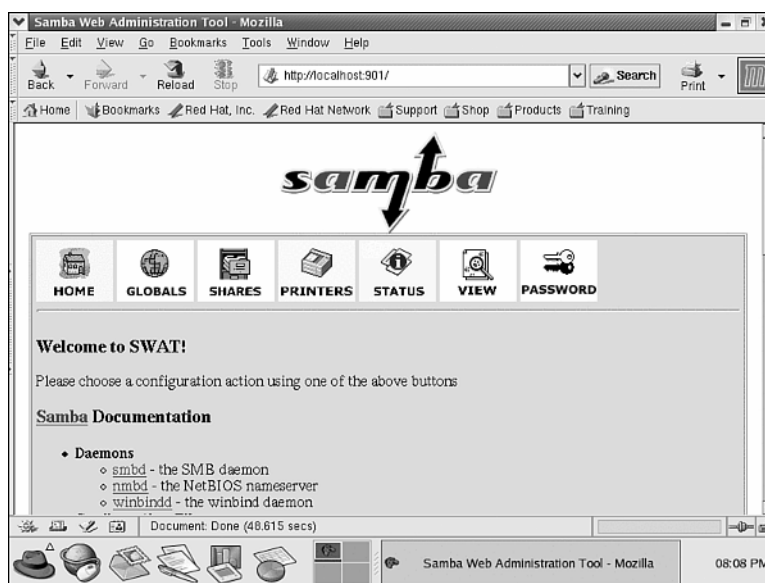 Samba Web Administration Tool - Mozilla
File Edit View Go Bookmarks Tools Window Help
Back Forward Reload Stop http://localhost:901/ Search Print
Home Bookmarks Red Hat, Inc. Red Hat Network Support Shop Products Training
samba
HOME GLOBALS SHARES PRINTERS STATUS VIEW PASSWORD
Welcome to SWAT!
Please choose a configuration action using one of the above buttons
Samba Documentation
Daemons
smbd - the SMB daemon
nmbd - the NetBIOS nameserver
winbindd - the winbind daemon
Document: Done (48.615 secs)
Samba Web Administration Tool - Mozilla 08:08 PM